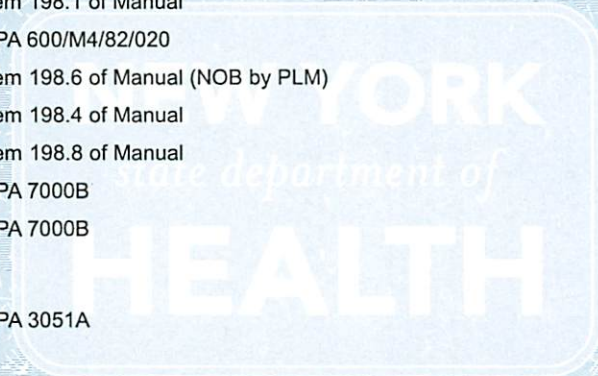 em 198.1 of Manual
PA 600/M4/82/020
em 198.6 of Manual (NOB by PLM)
em 198.4 of Manual
em 198.8 of Manual
PA 7000B
PA 7000B
PA 3051A
NEW YORK
state department of
HEALTH